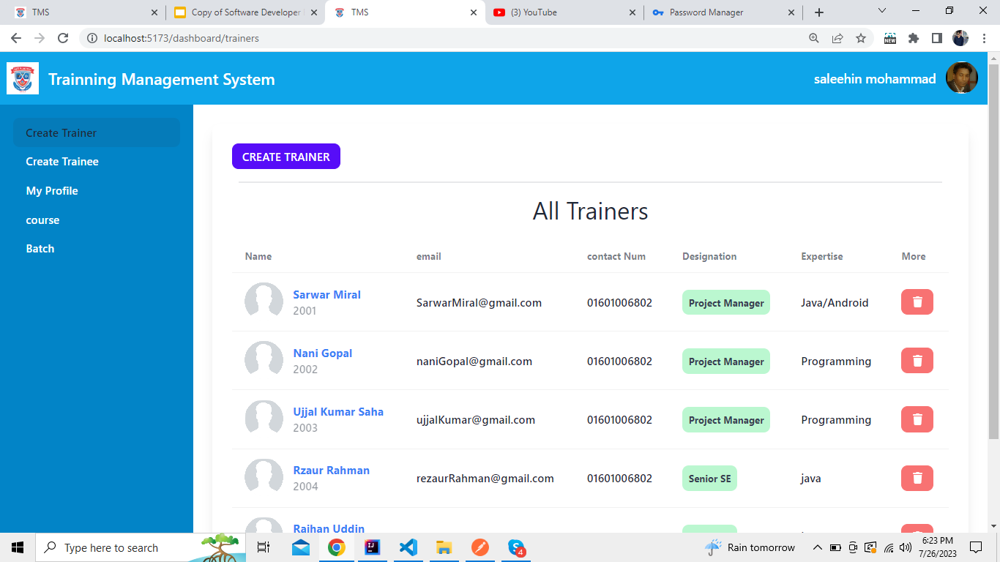 TMS
Copy of Software Developer
TMS
(3) YouTube
Password Manager
localhost:5173/dashboard/trainers
NEW
Trainning Management System
saleehin mohammad
Create Trainer
Create Trainee
My Profile
course
Batch
CREATE TRAINER
All Trainers
Name email contact Num Designation Expertise More
Sarwar Miral
2001
SarwarMiral@gmail.com 01601006802 Project Manager Java/Android
Nani Gopal
2002
naniGopal@gmail.com 01601006802 Project Manager Programming
Ujjal Kumar Saha
2003
ujjalKumar@gmail.com 01601006802 Project Manager Programming
Rzaur Rahman
2004
rezaurRahman@gmail.com 01601006802 Senior SE java
Raihan Uddin
Type here to search
IJ
4
Rain tomorrow
6:23 PM
7/26/2023